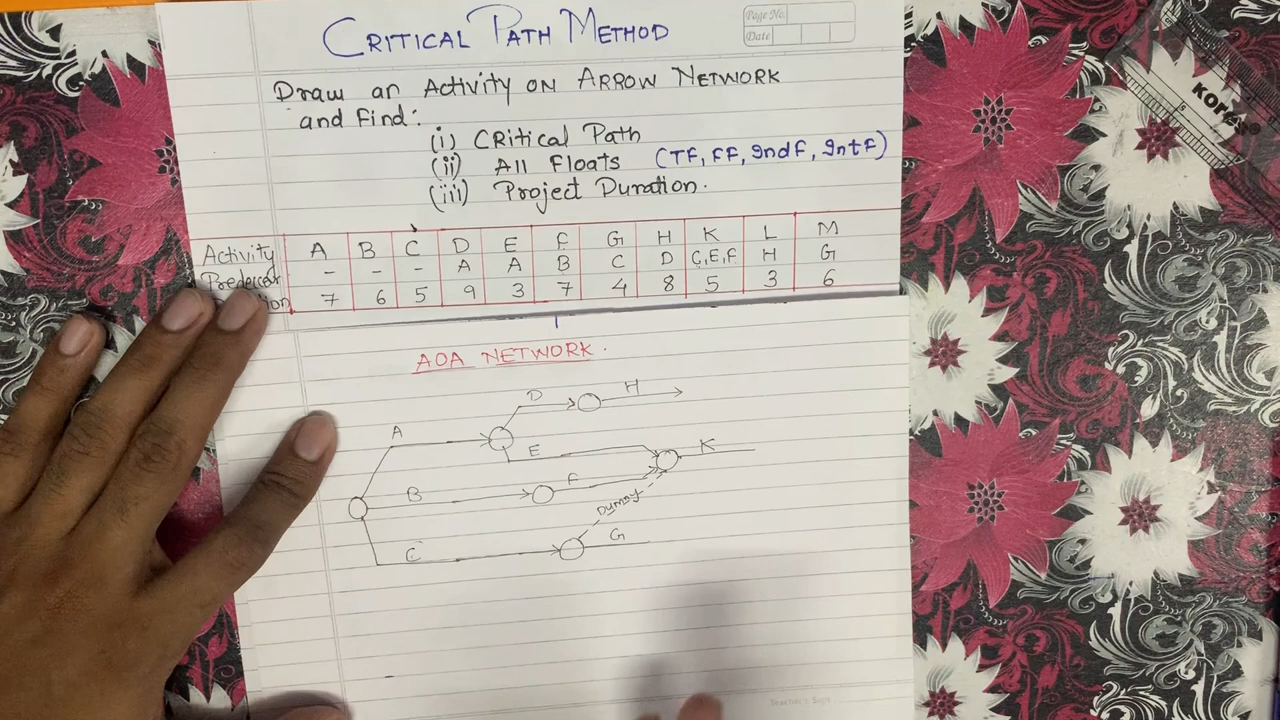 CRITICAL PATH METHOD
Page No.
Date
Draw an Activity on ARROW NETWORK
and Find:
(i) CRitical Path
(ii) All Floats (TF, FF, IndF, IntF)
(iii) Project Duration.
kores
Activity A B C D E F G H K L M
- - - A A B C D C,E,F H G
7 6 5 9 3 7 4 8 5 3 6
AOA NETWORK.
D H
A
E K
B F
Dummy
C G
Teacher's Sign